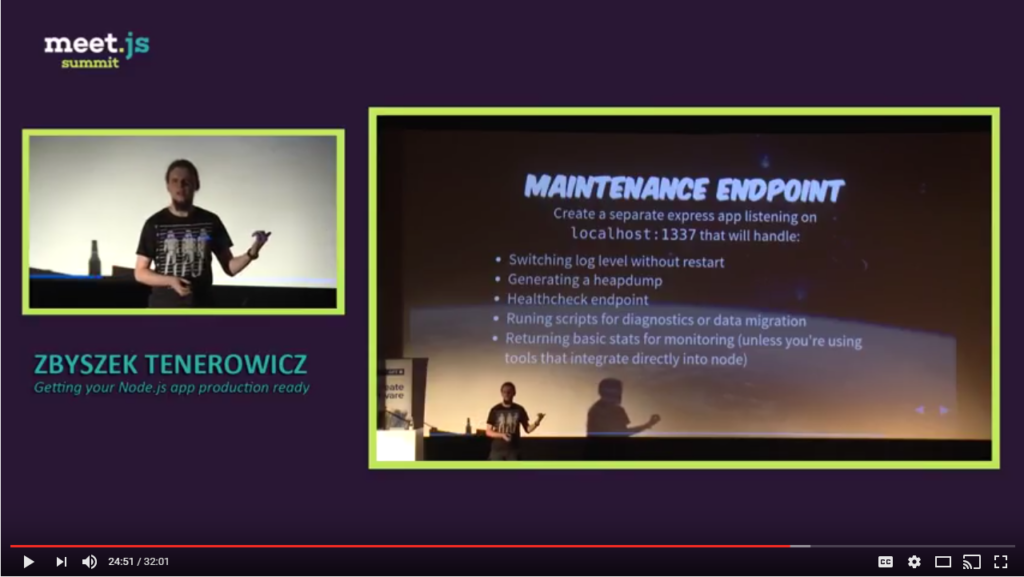 meet.js
summit
MAINTENANCE ENDPOINT
Create a separate express app listening on
localhost:1337 that will handle:
• Switching log level without restart
• Generating a heapdump
• Healthcheck endpoint
• Runing scripts for diagnostics or data migration
• Returning basic stats for monitoring (unless you're using
tools that integrate directly into node)
ZBYSZEK TENEROWICZ
Getting your Node.js app production ready
24:51 / 32:01
CC